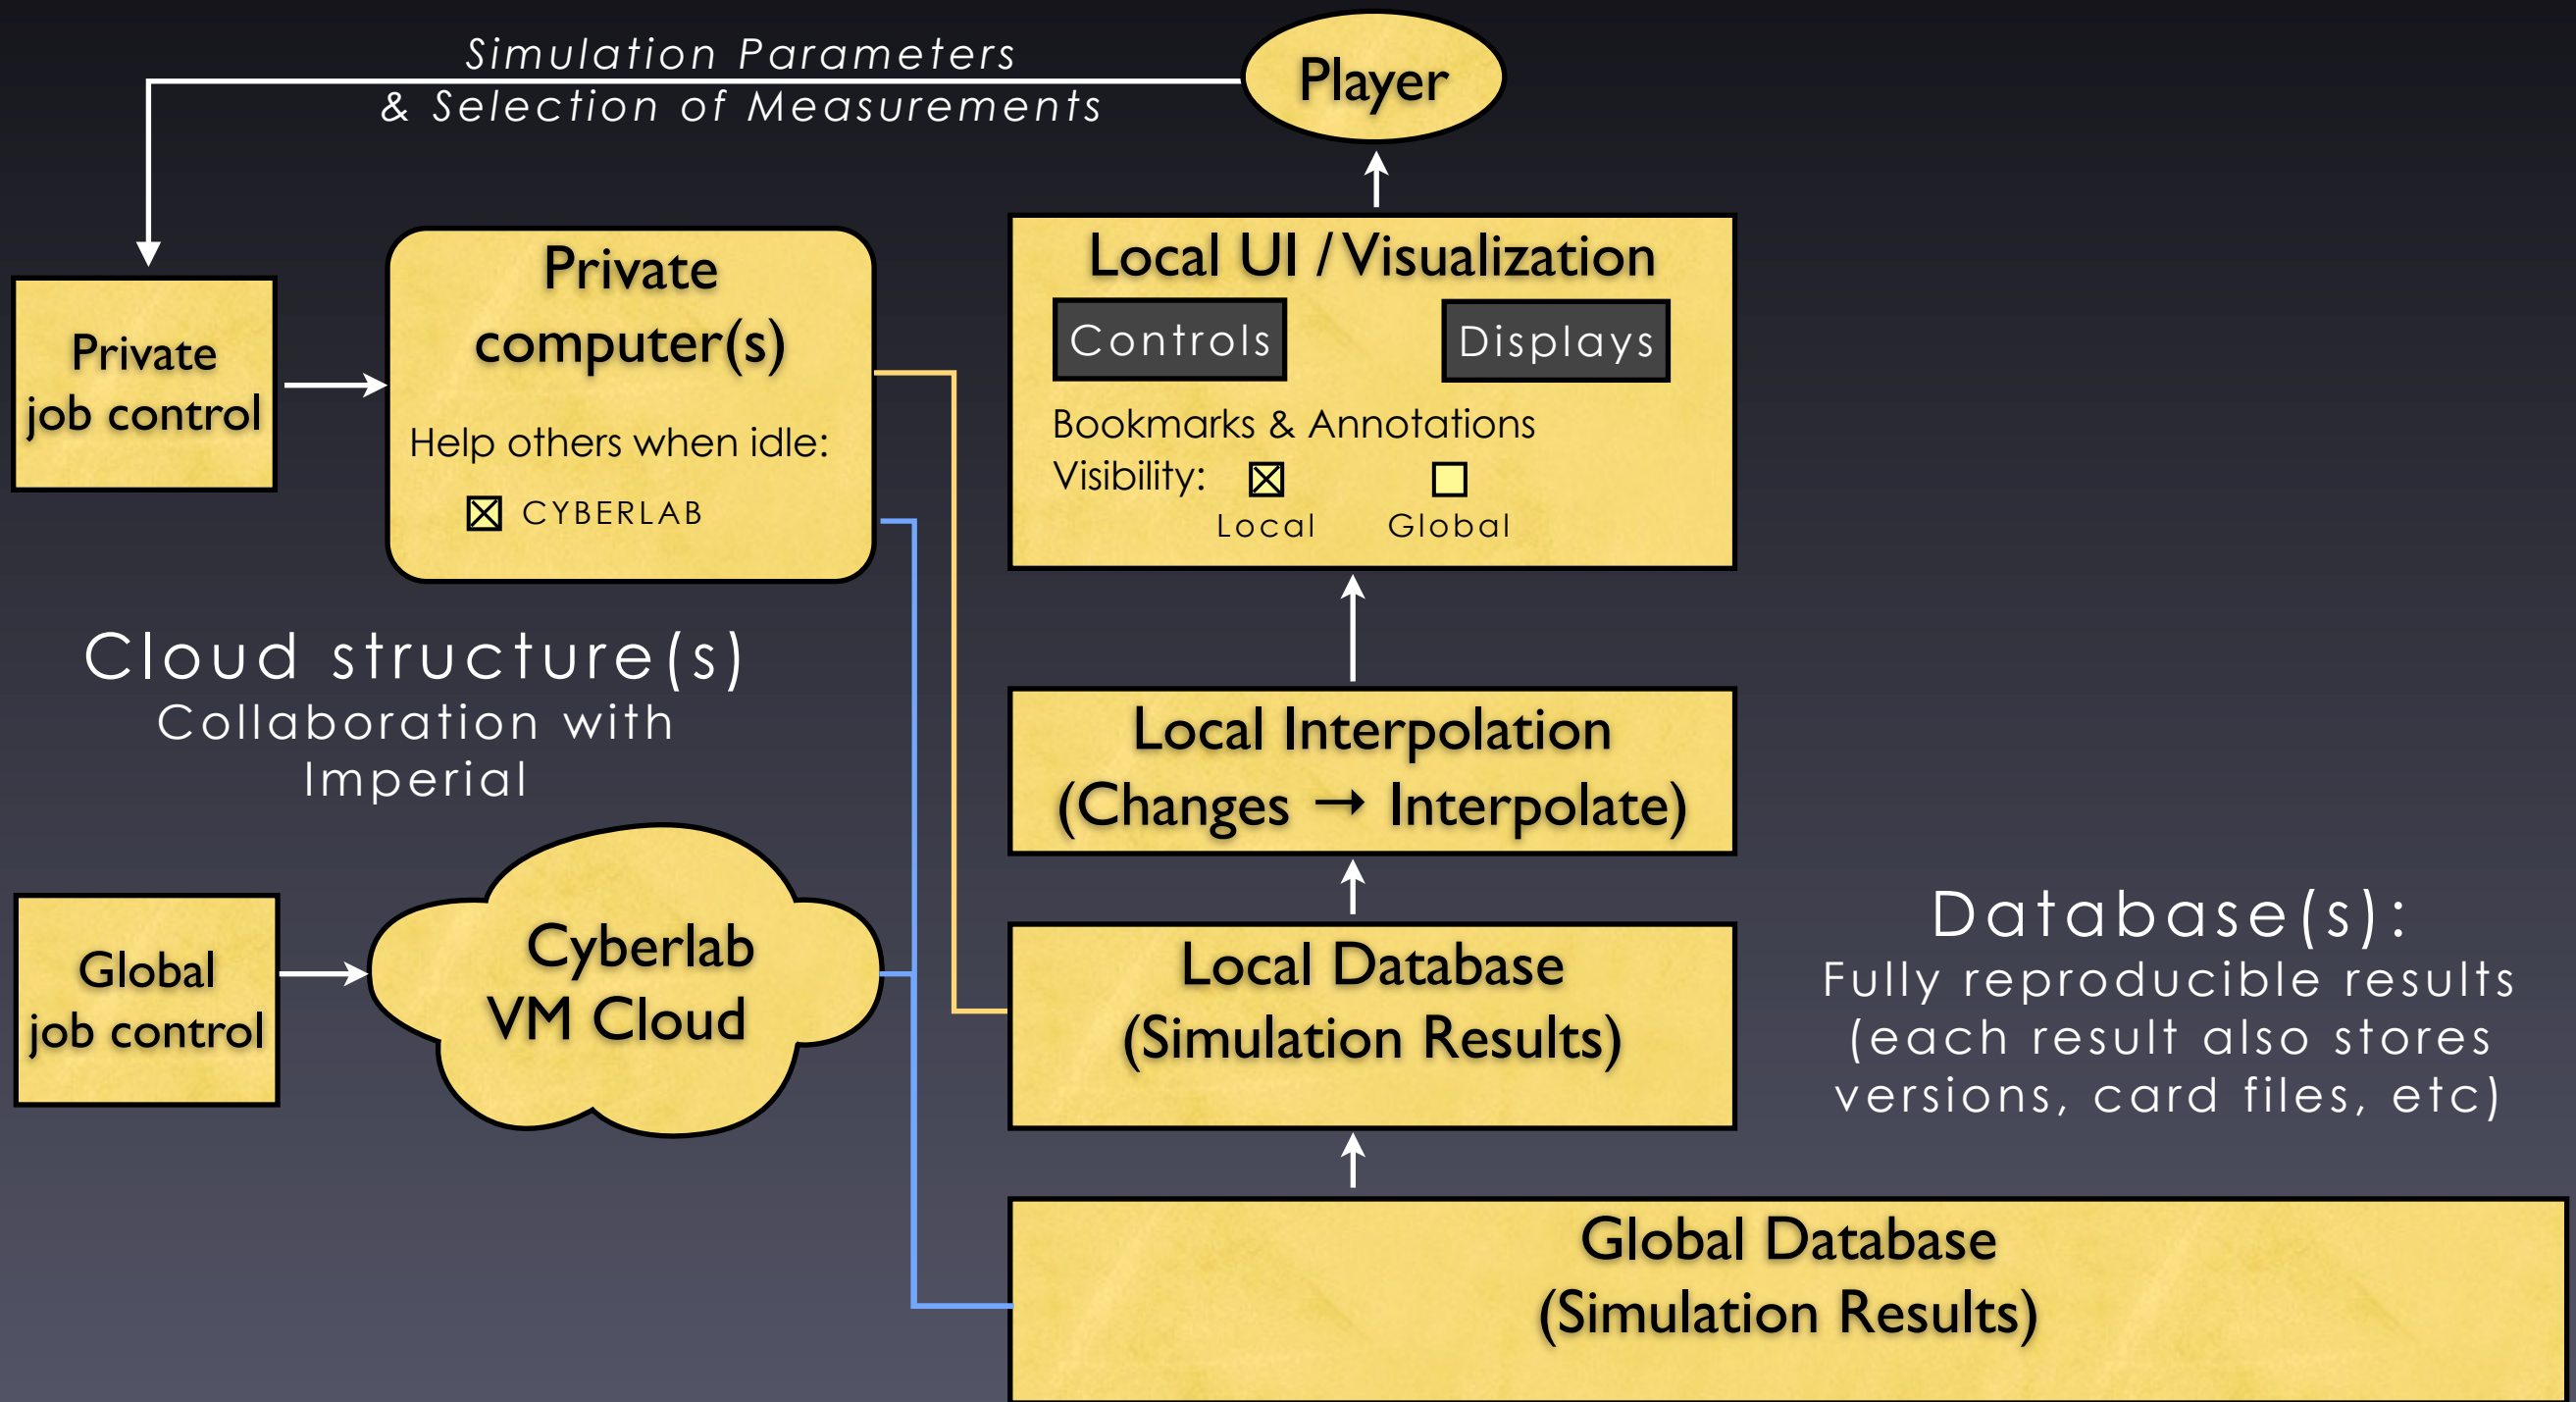 Simulation Parameters
& Selection of Measurements
Player
Private
job control
Private
computer(s)
Help others when idle:
CYBERLAB
Local UI / Visualization
Controls
Displays
Bookmarks & Annotations
Visibility:
Local
Global
Cloud structure(s)
Collaboration with
Imperial
Local Interpolation
(Changes → Interpolate)
Global
job control
Cyberlab
VM Cloud
Local Database
(Simulation Results)
Database(s):
Fully reproducible results
(each result also stores
versions, card files, etc)
Global Database
(Simulation Results)